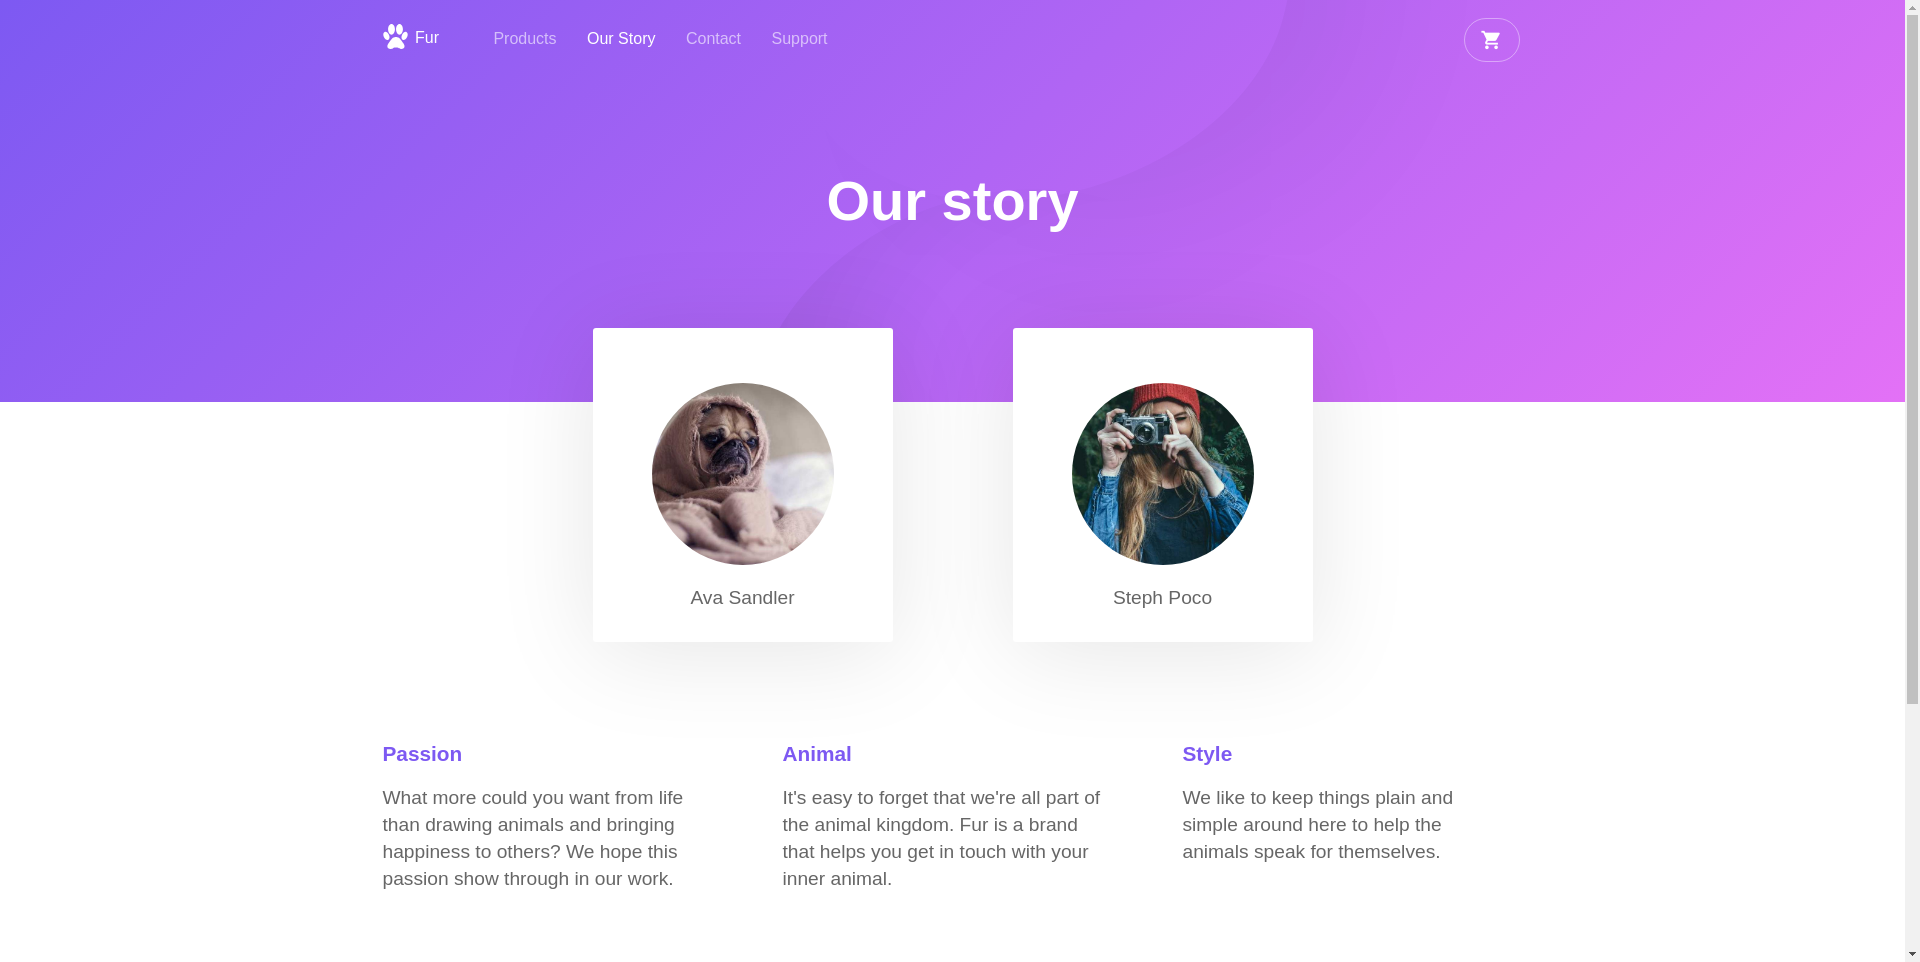 Fur
Products
Our Story
Contact
Support
Our story
Ava Sandler
Steph Poco
Passion
What more could you want from life
than drawing animals and bringing
happiness to others? We hope this
passion show through in our work.
Animal
It's easy to forget that we're all part of
the animal kingdom. Fur is a brand
that helps you get in touch with your
inner animal.
Style
We like to keep things plain and
simple around here to help the
animals speak for themselves.